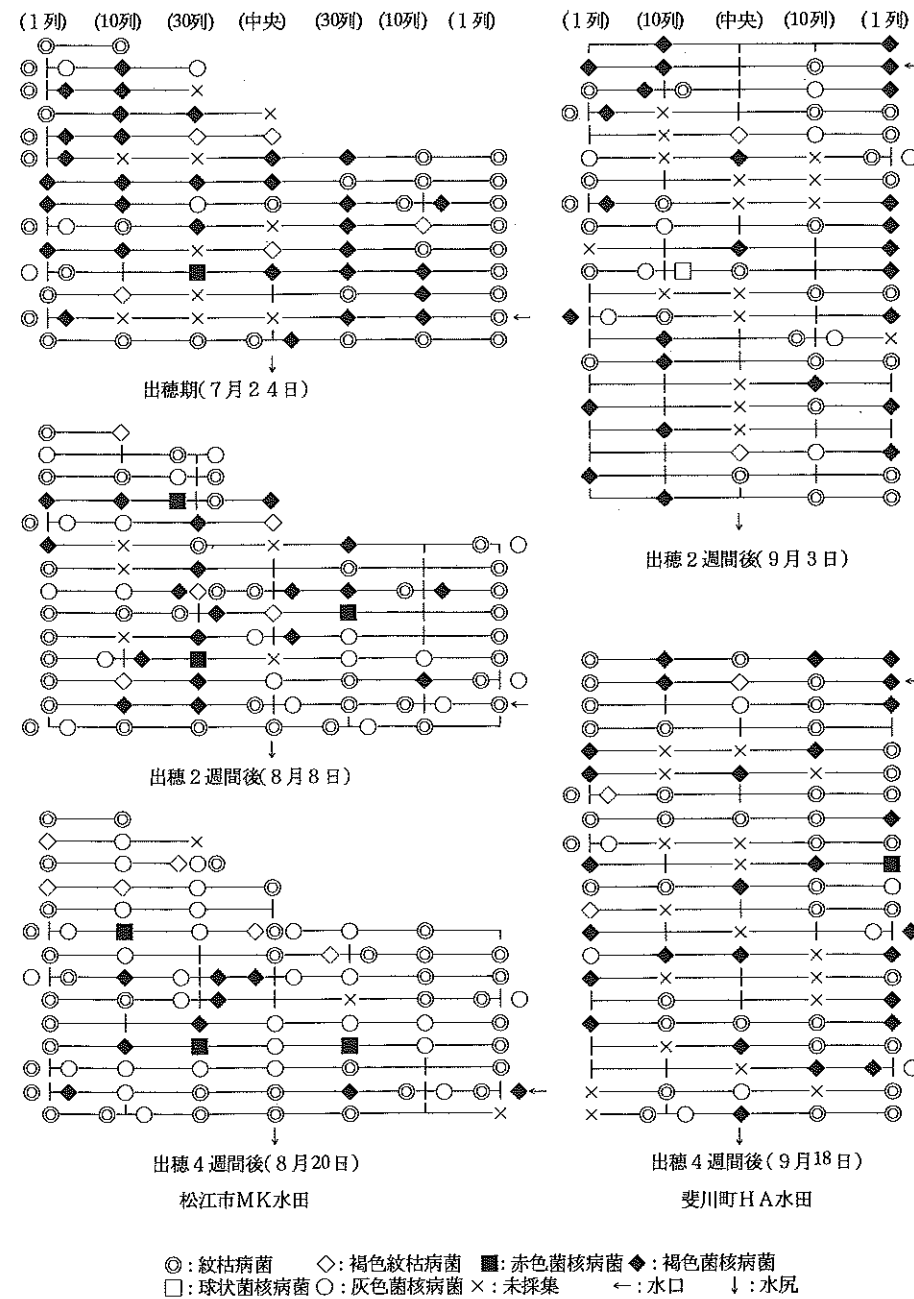 (1列) (10列) (30列) (中央) (30列) (10列) (1列)
出穂期(7月24日)
出穂2週間後(8月8日)
出穂4週間後(8月20日)
松江市MK水田
(1列) (10列) (中央) (10列) (1列)
出穂2週間後(9月3日)
出穂4週間後(9月18日)
斐川町HA水田
◎:紋枯病菌 ◇:褐色紋枯病菌 ■:赤色菌核病菌 ◆:褐色菌核病菌
□:球状菌核病菌 ○:灰色菌核病菌 ×:未採集 ←:水口 ↓:水尻